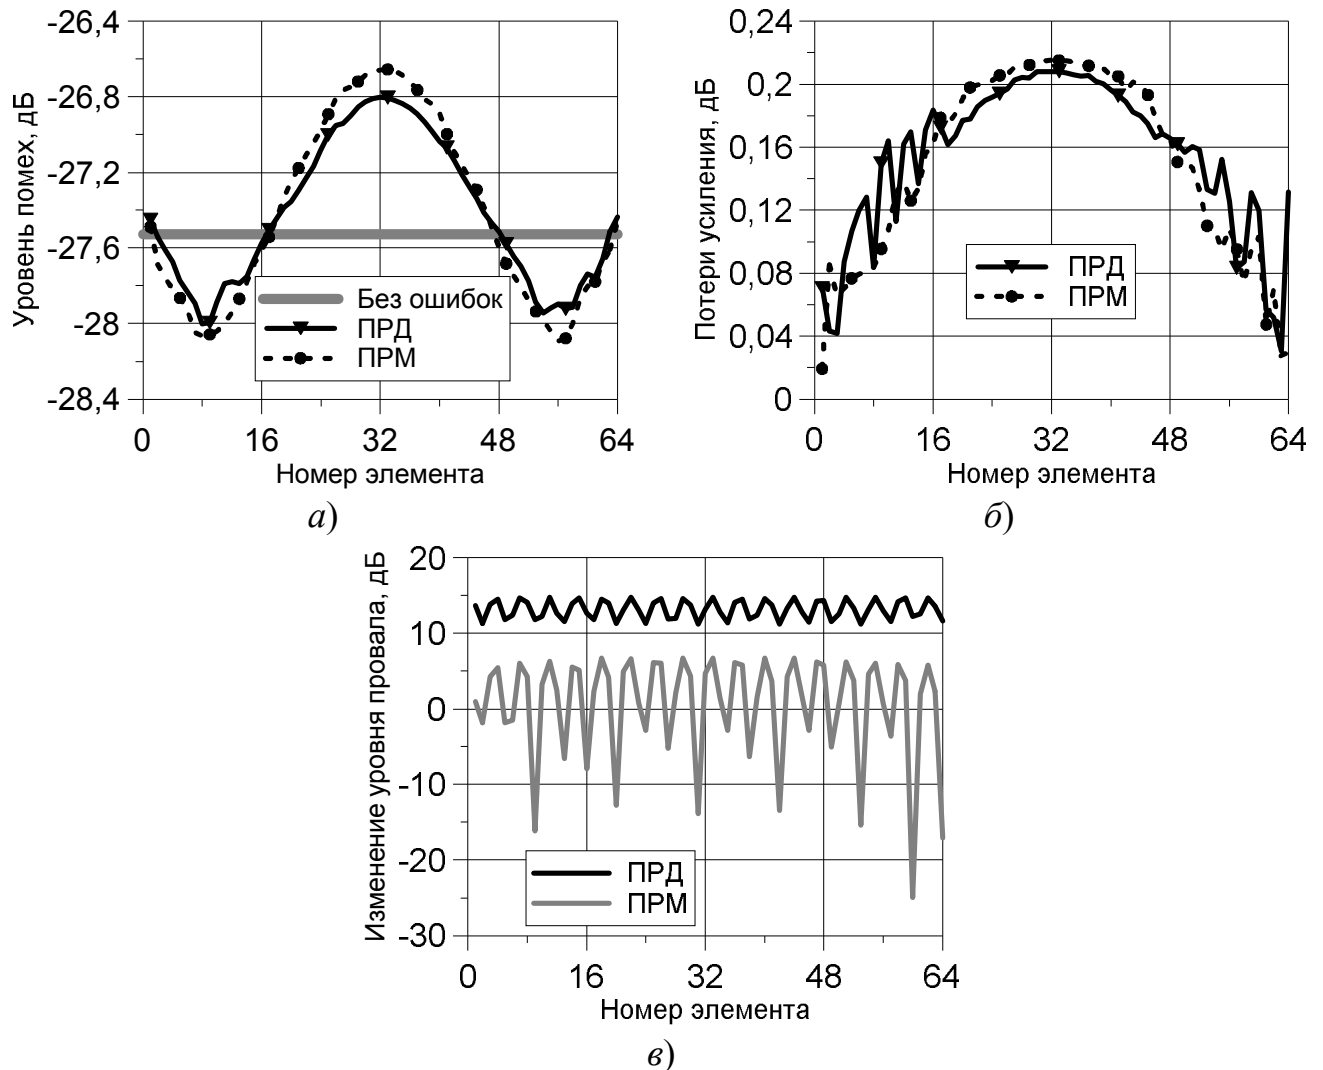 Уровень помех, дБ
-26,4
-26,8
-27,2
-27,6
-28
-28,4
Без ошибок
ПРД
ПРМ
0 16 32 48 64
Номер элемента
а)
Потери усиления, дБ
0,24
0,2
0,16
0,12
0,08
0,04
0
ПРД
ПРМ
0 16 32 48 64
Номер элемента
б)
Изменение уровня провала, дБ
20
10
0
-10
-20
-30
ПРД
ПРМ
0 16 32 48 64
Номер элемента
в)